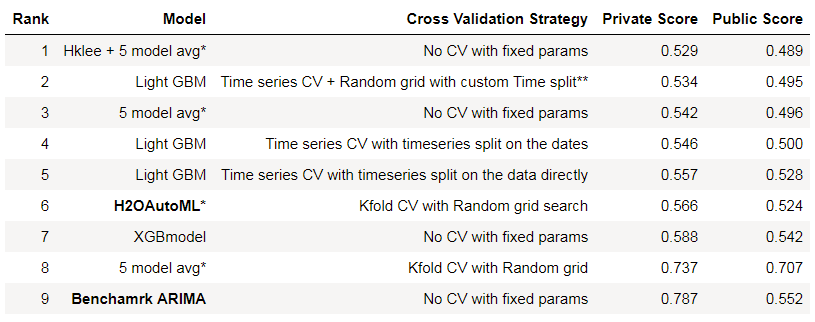 Rank Model Cross Validation Strategy Private Score Public Score
1 Hklee + 5 model avg* No CV with fixed params 0.529 0.489
2 Light GBM Time series CV + Random grid with custom Time split** 0.534 0.495
3 5 model avg* No CV with fixed params 0.542 0.496
4 Light GBM Time series CV with timeseries split on the dates 0.546 0.500
5 Light GBM Time series CV with timeseries split on the data directly 0.557 0.528
6 H2OAutoML* Kfold CV with Random grid search 0.566 0.524
7 XGBmodel No CV with fixed params 0.588 0.542
8 5 model avg* Kfold CV with Random grid 0.737 0.707
9 Benchamrk ARIMA No CV with fixed params 0.787 0.552